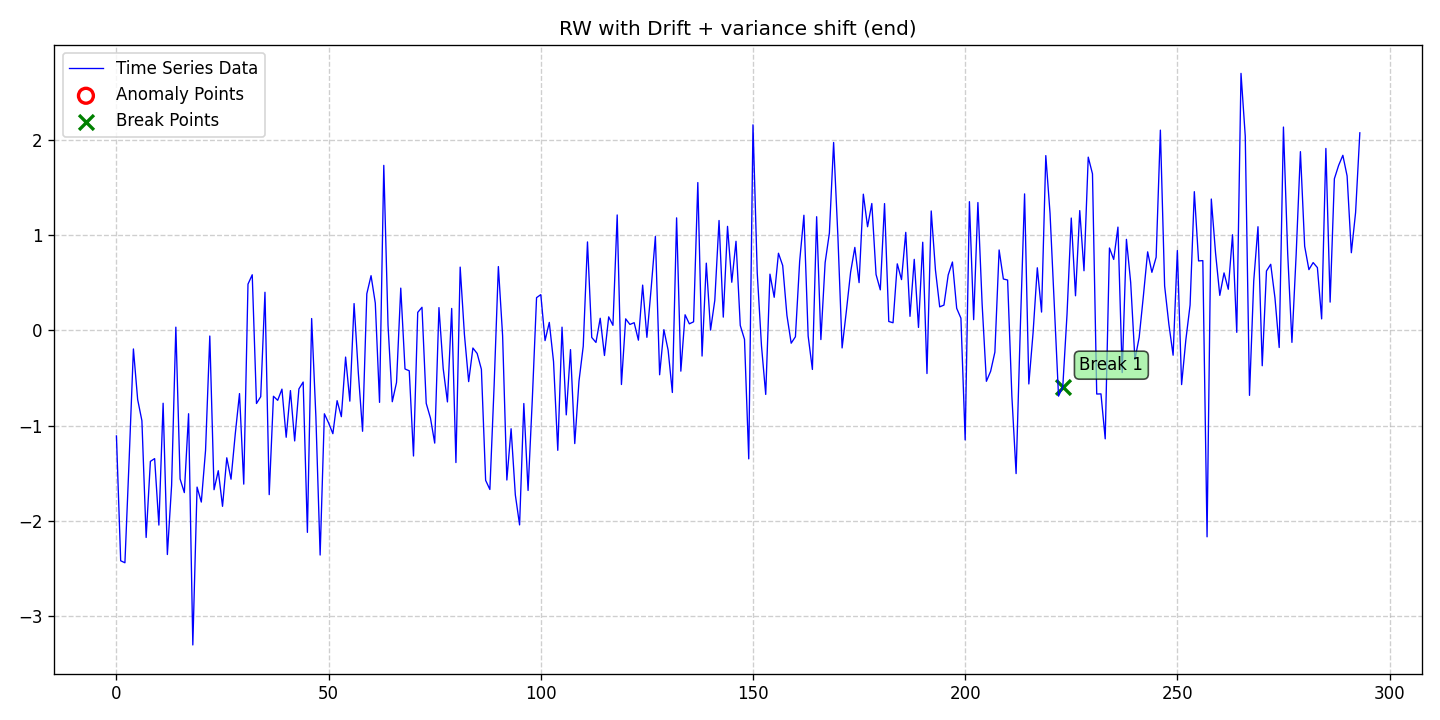 RW with Drift + variance shift (end)
Time Series Data
Anomaly Points
Break Points
Break 1
2
1
0
−1
−2
−3
0
50
100
150
200
250
300